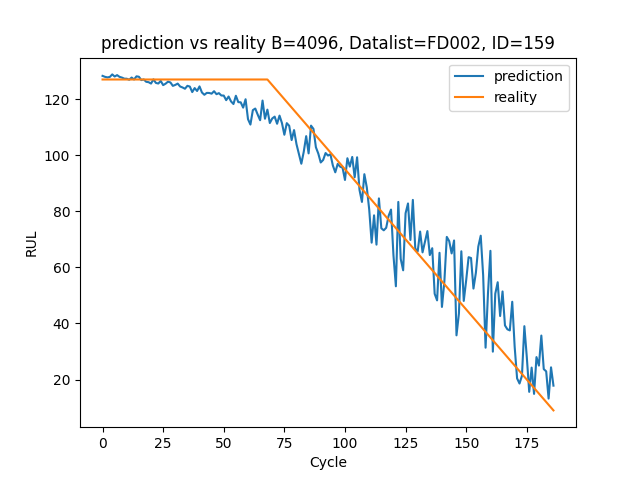 prediction vs reality B=4096, Datalist=FD002, ID=159
prediction
reality
RUL
120
100
80
60
40
20
0 25 50 75 100 125 150 175
Cycle